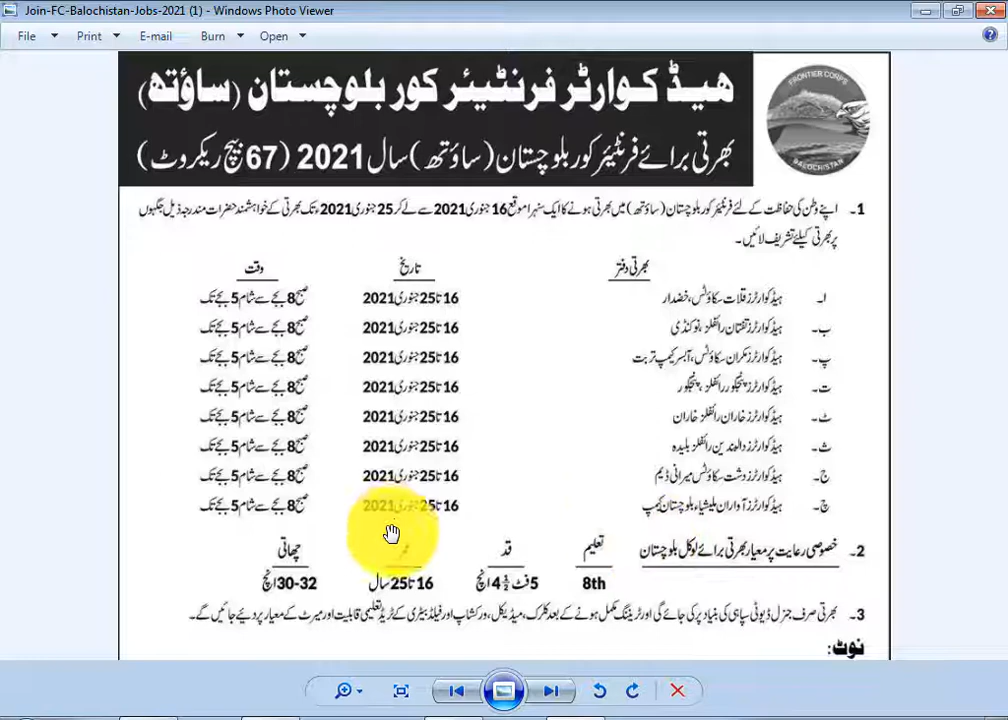 Join-FC-Balochistan-Jobs-2021 (1) - Windows Photo Viewer
File Print E-mail Burn Open
ھیڈ کوارٹر فرنٹیئر کور بلوچستان (ساؤتھ)
بھرتی برائے فرنٹیئر کور بلوچستان (ساؤتھ) سال 2021 (67 بیچ ریکروٹ)
FRONTIER CORPS
BALOCHISTAN
1۔ اپنے وطن کی حفاظت کے لئے فرنٹیئر کور بلوچستان (ساؤتھ) میں بھرتی ہونے کا ایک سنہرا موقع 16 جنوری 2021 سے لے کر 25 جنوری 2021ء تک بھرتی کے خواہشمند حضرات مندرجہ ذیل جگہوں
پر بھرتی کیلئے تشریف لائیں۔
بھرتی دفتر تاریخ وقت
ا۔ ہیڈ کوارٹرز قلات سکاؤٹس، خضدار 16 تا 25 جنوری 2021 صبح 8 بجے سے شام 5 بجے تک
ب۔ ہیڈ کوارٹرز تفتان رائفلز، نوکنڈی 16 تا 25 جنوری 2021 صبح 8 بجے سے شام 5 بجے تک
پ۔ ہیڈ کوارٹرز مکران سکاؤٹس، آبسر کیمپ تربت 16 تا 25 جنوری 2021 صبح 8 بجے سے شام 5 بجے تک
ت۔ ہیڈ کوارٹرز پنجگور رائفلز، پنجگور 16 تا 25 جنوری 2021 صبح 8 بجے سے شام 5 بجے تک
ٹ۔ ہیڈ کوارٹرز خاران رائفلز خاران 16 تا 25 جنوری 2021 صبح 8 بجے سے شام 5 بجے تک
ث۔ ہیڈ کوارٹرز دالبندین رائفلز بلیدہ 16 تا 25 جنوری 2021 صبح 8 بجے سے شام 5 بجے تک
ج۔ ہیڈ کوارٹرز دشت سکاؤٹس میرانی ڈیم 16 تا 25 جنوری 2021 صبح 8 بجے سے شام 5 بجے تک
چ۔ ہیڈ کوارٹرز آواران ملیشیاء بلوچستان کیمپ 16 تا 25 جنوری 2021 صبح 8 بجے سے شام 5 بجے تک
2۔ خصوصی رعایت پر معیار بھرتی برائے لوکل بلوچستان تعلیم قد عمر چھاتی
8th 5 فٹ 4½ انچ 16 تا 25 سال 30-32 انچ
3۔ بھرتی صرف جنرل ڈیوٹی سپاہی کی بنیاد پر کی جائے گی اور ٹریننگ مکمل ہونے کے بعد کلرک، میڈیکل، ورکشاپ اور فیلڈ بیٹری کے ٹریڈ تعلیمی قابلیت اور میرٹ کے معیار پر دیے جائیں گے۔
نوٹ: